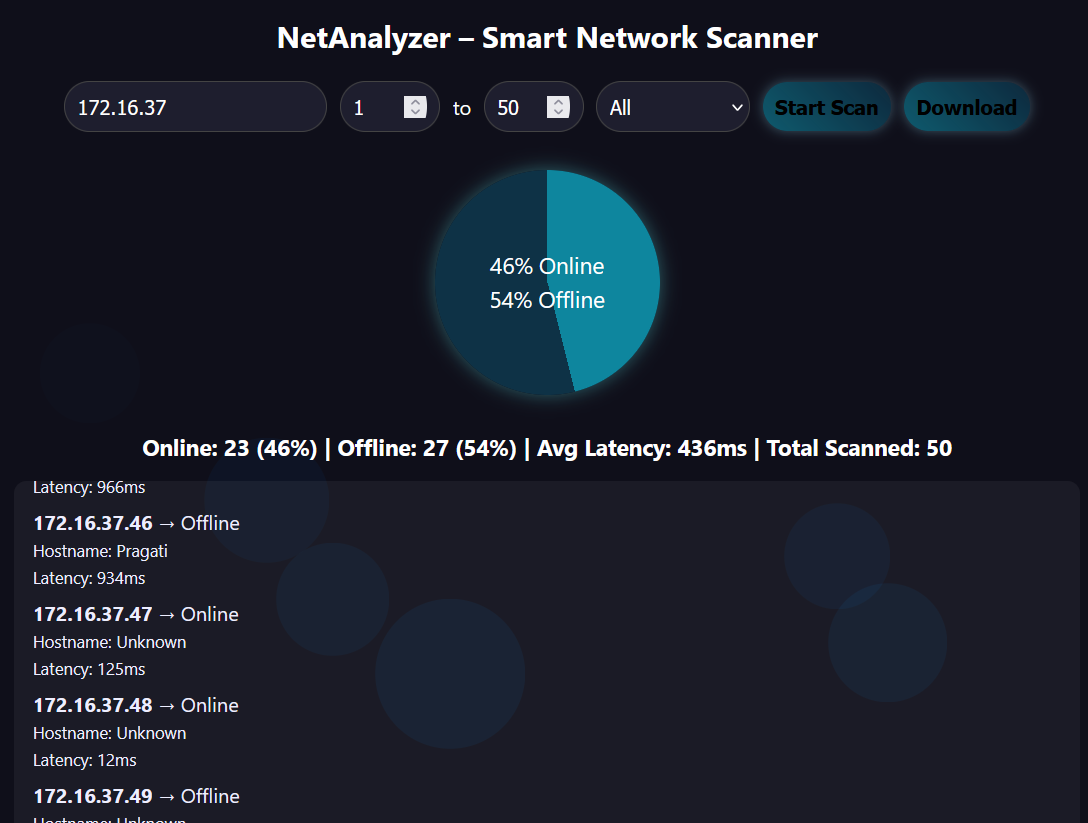 NetAnalyzer – Smart Network Scanner
172.16.37 1 to 50 All Start Scan Download
46% Online
54% Offline
Online: 23 (46%) | Offline: 27 (54%) | Avg Latency: 436ms | Total Scanned: 50
Latency: 966ms
172.16.37.46 → Offline
Hostname: Pragati
Latency: 934ms
172.16.37.47 → Online
Hostname: Unknown
Latency: 125ms
172.16.37.48 → Online
Hostname: Unknown
Latency: 12ms
172.16.37.49 → Offline
Hostname: Unknown